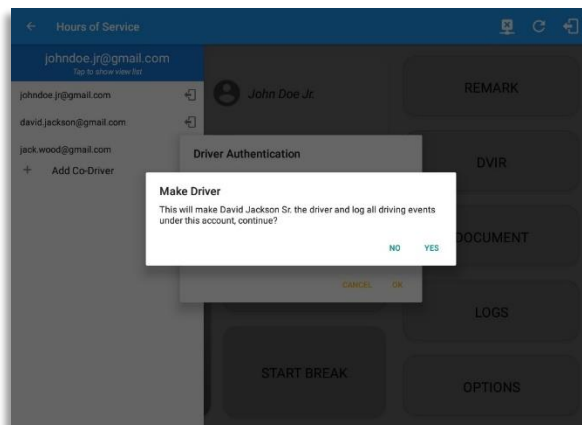 Hours of Service
johndoe.jr@gmail.com
Tap to show view list
johndoe.jr@gmail.com
david.jackson@gmail.com
jack.wood@gmail.com
+ Add Co-Driver
John Doe Jr.
REMARK
DVIR
DOCUMENT
LOGS
OPTIONS
START BREAK
Driver Authentication
Make Driver
This will make David Jackson Sr. the driver and log all driving events
under this account, continue?
NO YES
CANCEL OK